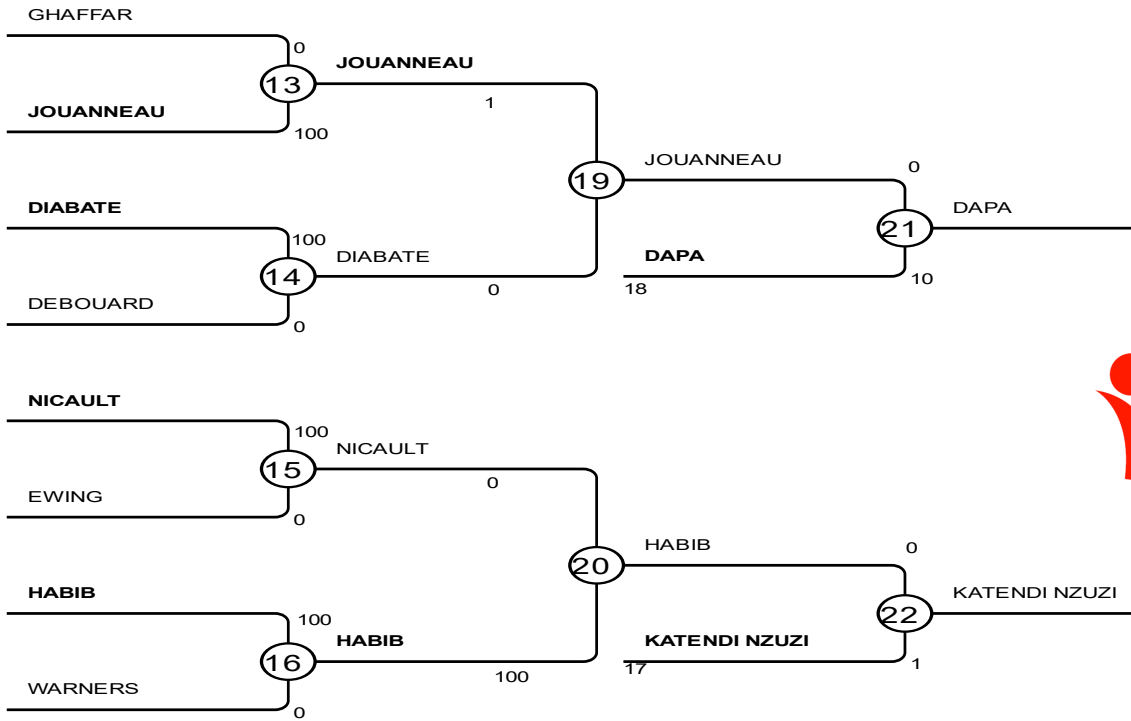 GHAFFAR
0
13
JOUANNEAU
1
JOUANNEAU
100
19
JOUANNEAU
0
DIABATE
100
14
DIABATE
0
DAPA
18
21
DAPA
10
DEBOUARD
0
NICAULT
100
15
NICAULT
0
EWING
0
20
HABIB
0
HABIB
100
16
HABIB
100
KATENDI NZUZI
17
22
KATENDI NZUZI
1
WARNERS
0